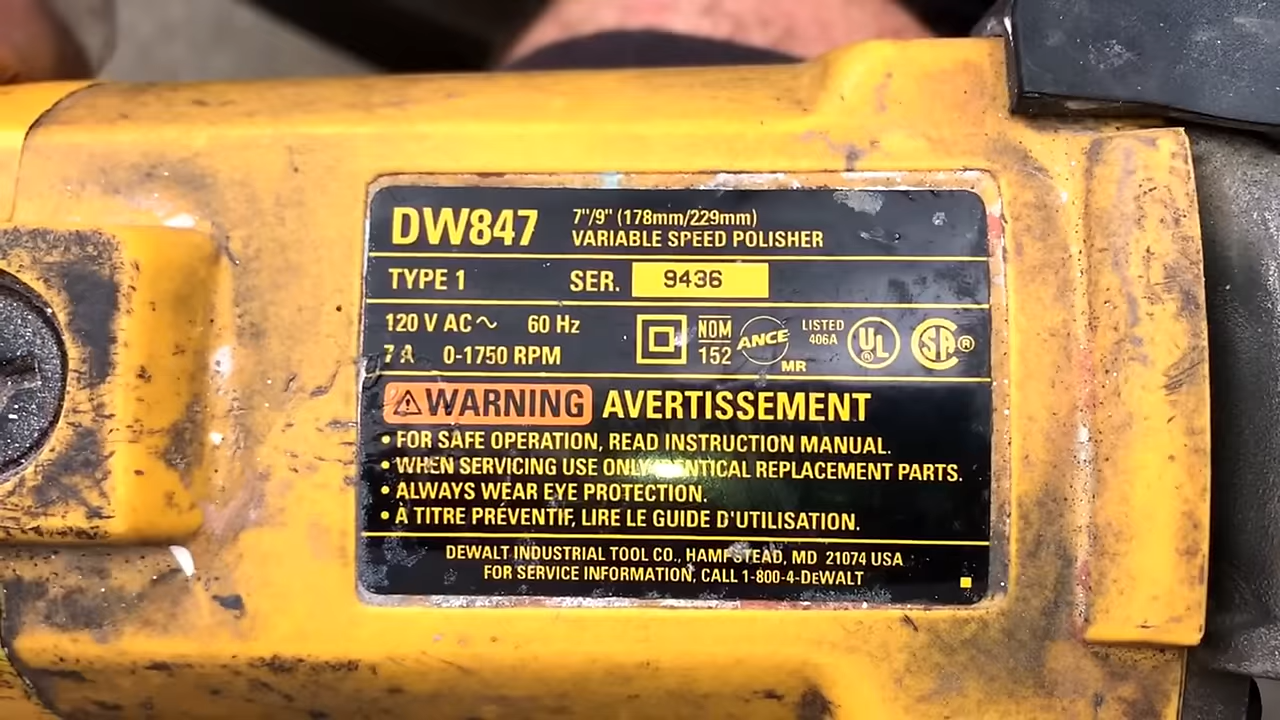 DW847
7"/9" (178mm/229mm)
VARIABLE SPEED POLISHER
TYPE 1 SER. 9436
120 V AC~ 60 Hz
7 A 0-1750 RPM
NOM
152
ANCE
MR
LISTED
406A
UL®
SA®
⚠WARNING AVERTISSEMENT
• FOR SAFE OPERATION, READ INSTRUCTION MANUAL.
• WHEN SERVICING USE ONLY IDENTICAL REPLACEMENT PARTS.
• ALWAYS WEAR EYE PROTECTION.
• À TITRE PRÉVENTIF, LIRE LE GUIDE D'UTILISATION.
DEWALT INDUSTRIAL TOOL CO., HAMPSTEAD, MD 21074 USA
FOR SERVICE INFORMATION, CALL 1-800-4-DEWALT